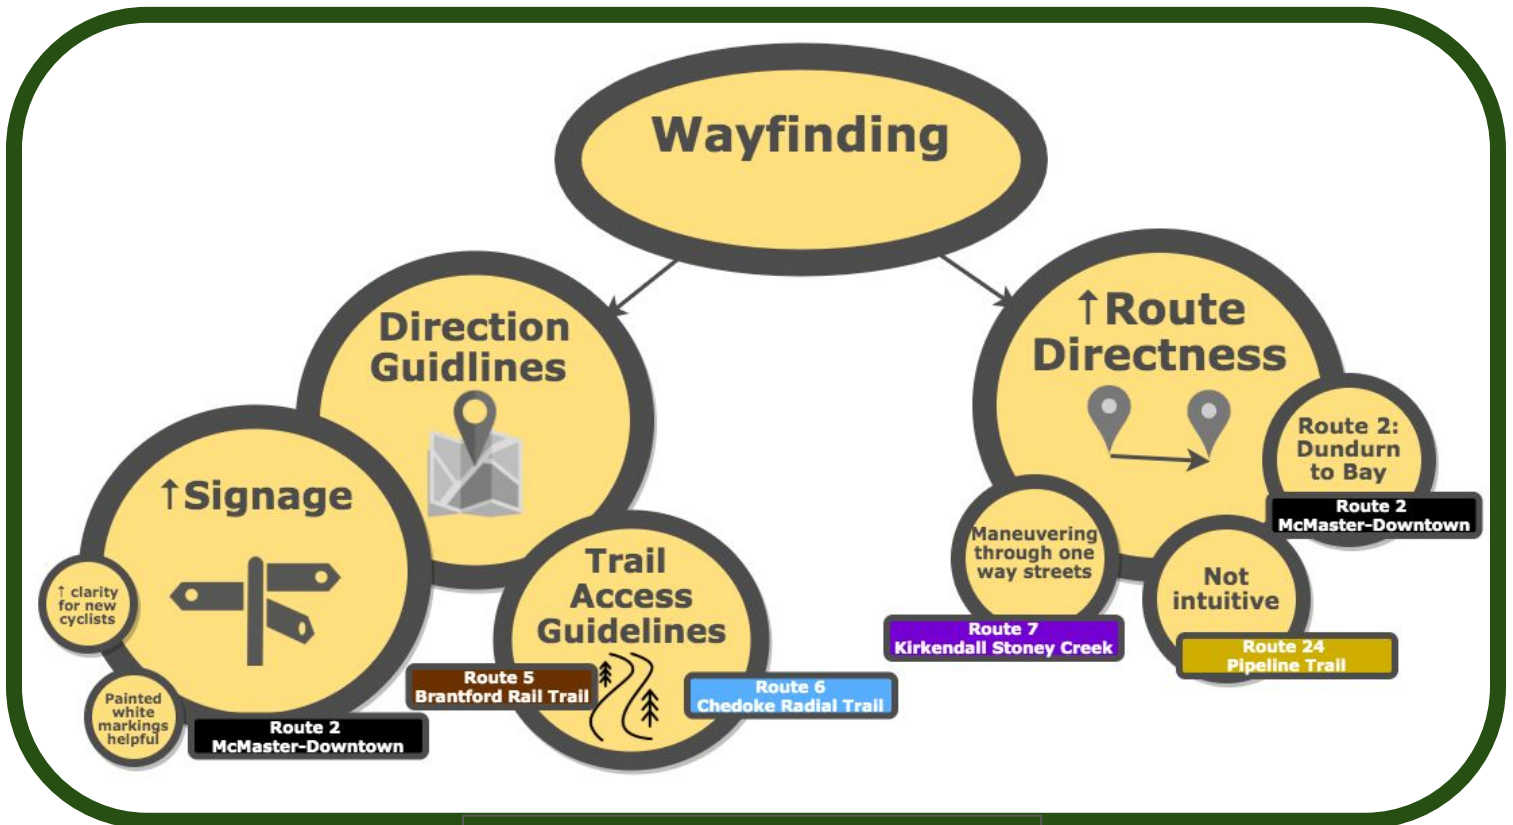 Wayfinding
Direction
Guidlines
↑Signage
↑ clarity
for new
cyclists
Painted
white
markings
helpful
Route 2
McMaster-Downtown
Trail
Access
Guidelines
Route 5
Brantford Rail Trail
Route 6
Chedoke Radial Trail
↑Route
Directness
Route 2:
Dundurn
to Bay
Route 2
McMaster-Downtown
Maneuvering
through one
way streets
Route 7
Kirkendall Stoney Creek
Not
intuitive
Route 24
Pipeline Trail